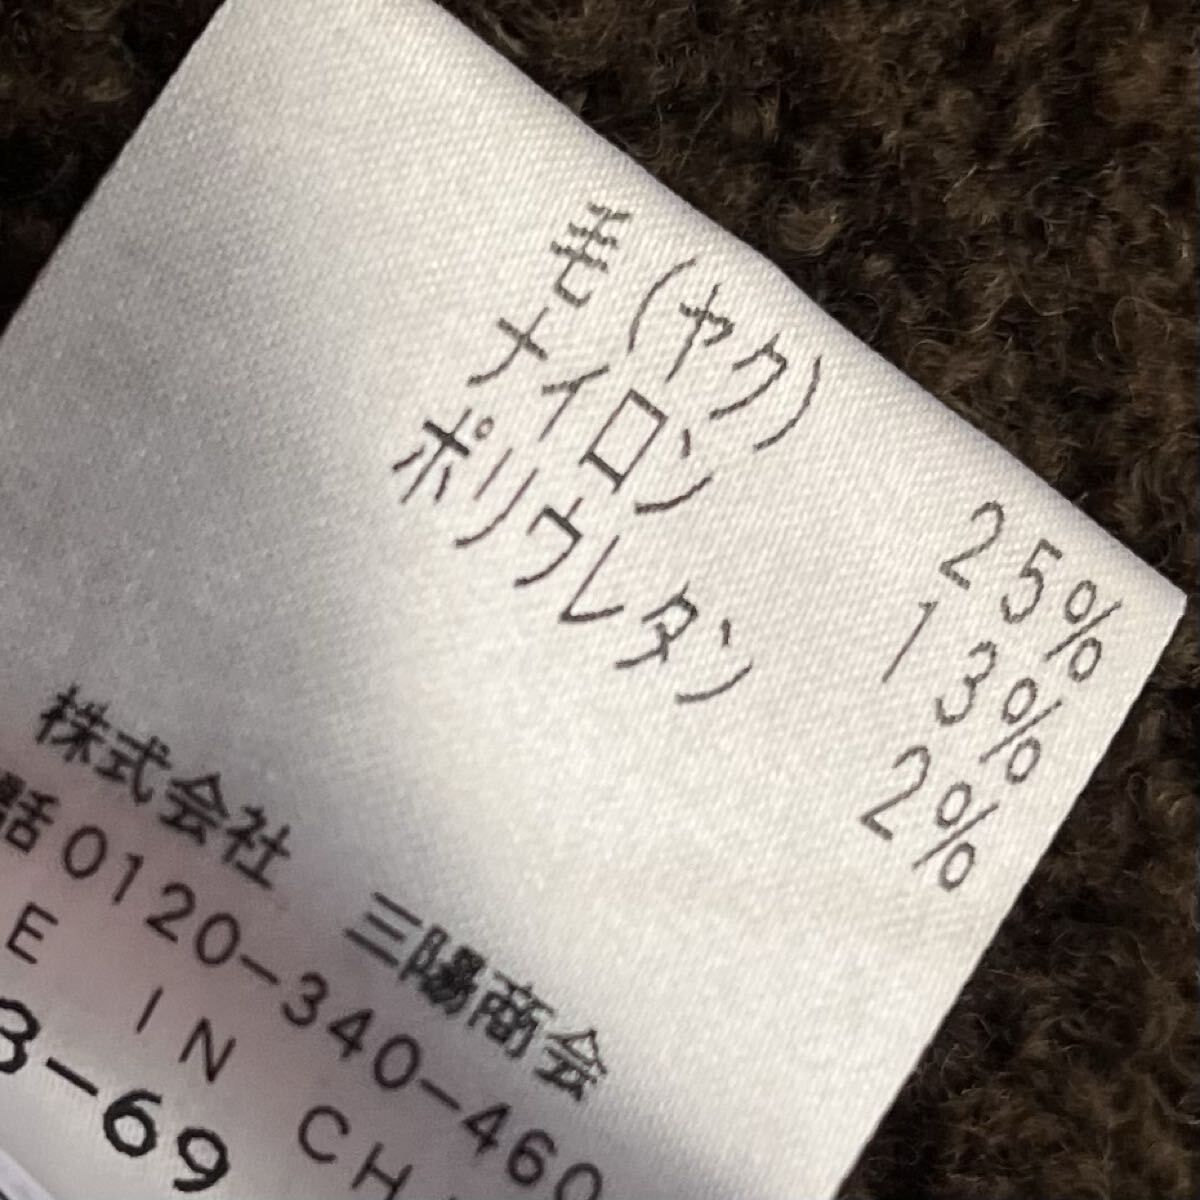 毛(ヤク) 25%
ナイロン 13%
ポリウレタン 2%
株式会社 三陽商会
話0120-340-460
E IN CH
3-69